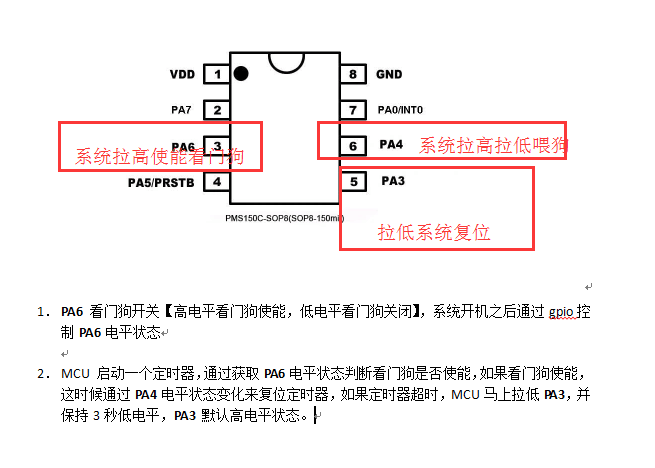 VDD 1 8 GND
PA7 2 7 PA0/INT0
PA6 3 6 PA4 系统拉高拉低喂狗
系统拉高使能看门狗
PA5/PRSTB 4 5 PA3
PMS150C-SOP8(SOP8-150mil)
拉低系统复位
1. PA6 看门狗开关【高电平看门狗使能，低电平看门狗关闭】，系统开机之后通过 gpio 控
制 PA6 电平状态
2. MCU 启动一个定时器，通过获取 PA6 电平状态判断看门狗是否使能，如果看门狗使能，
这时候通过 PA4 电平状态变化来复位定时器，如果定时器超时，MCU 马上拉低 PA3，并
保持 3 秒低电平，PA3 默认高电平状态。